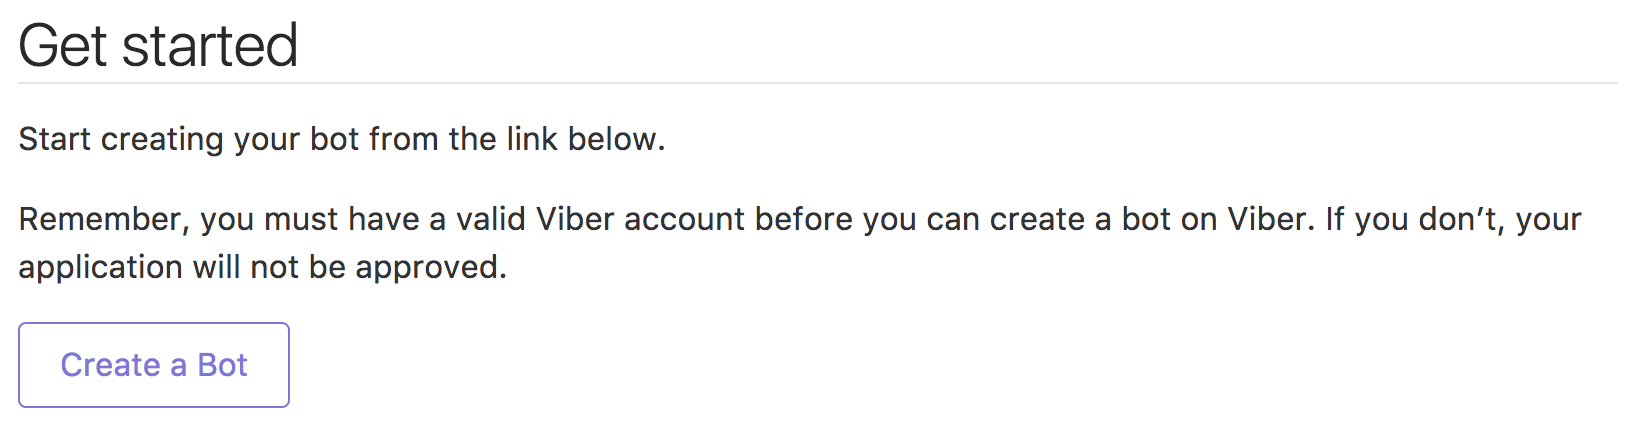 Get started
Start creating your bot from the link below.
Remember, you must have a valid Viber account before you can create a bot on Viber. If you don’t, your
application will not be approved.
Create a Bot